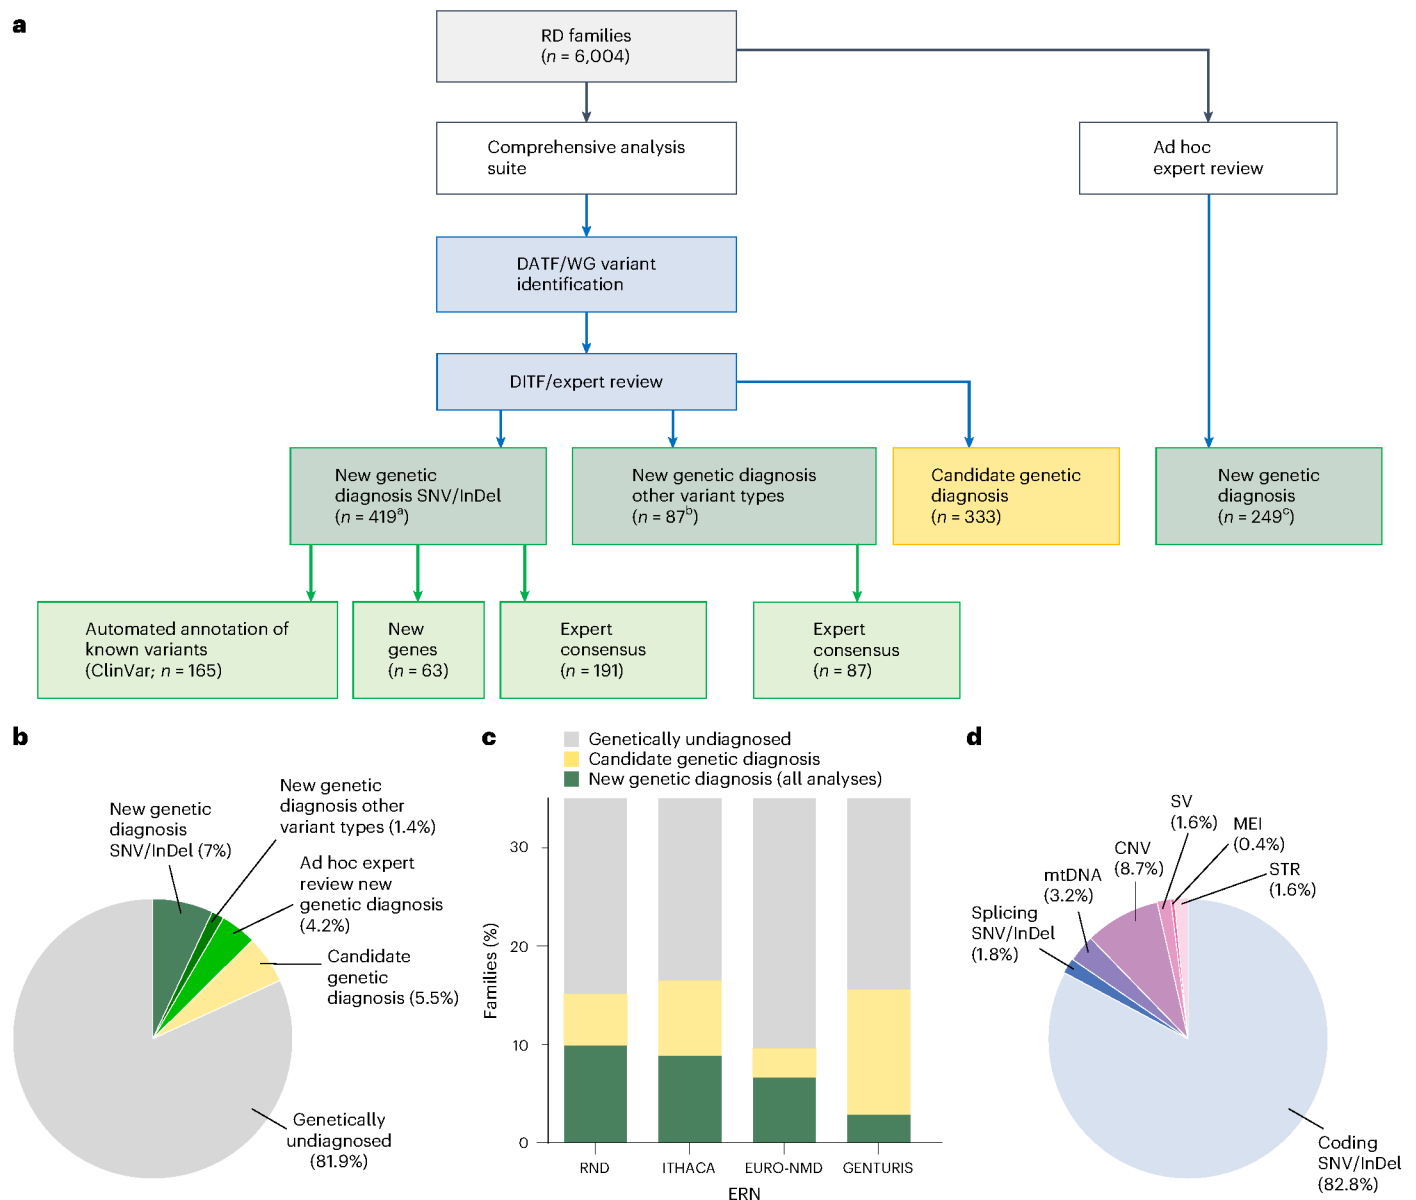 a
RD families
(n = 6,004)
Comprehensive analysis
suite
Ad hoc
expert review
DATF/WG variant
identification
DITF/expert review
New genetic
diagnosis SNV/InDel
(n = 419a)
New genetic diagnosis
other variant types
(n = 87b)
Candidate genetic
diagnosis
(n = 333)
New genetic
diagnosis
(n = 249c)
Automated annotation of
known variants
(ClinVar; n = 165)
New
genes
(n = 63)
Expert
consensus
(n = 191)
Expert
consensus
(n = 87)
b
New genetic
diagnosis
SNV/InDel (7%)
New genetic
diagnosis other
variant types (1.4%)
Ad hoc expert
review new
genetic diagnosis
(4.2%)
Candidate
genetic
diagnosis (5.5%)
Genetically
undiagnosed
(81.9%)
c
Genetically undiagnosed
Candidate genetic diagnosis
New genetic diagnosis (all analyses)
Families (%)
30
20
10
0
RND
ITHACA
EURO-NMD
GENTURIS
ERN
d
SV
(1.6%)
MEI
(0.4%)
CNV
(8.7%)
STR
(1.6%)
mtDNA
(3.2%)
Splicing
SNV/InDel
(1.8%)
Coding
SNV/InDel
(82.8%)